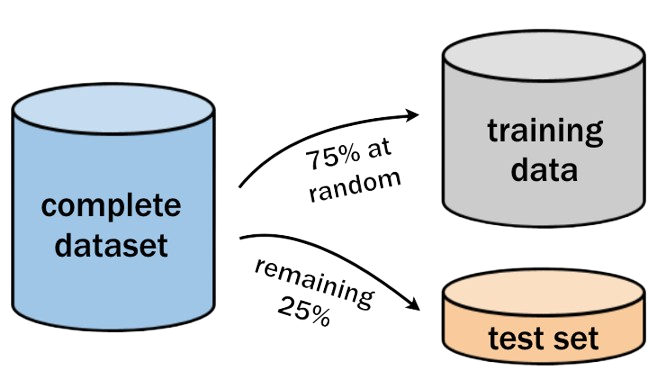 complete
dataset
75% at
random
training
data
remaining
25%
test set